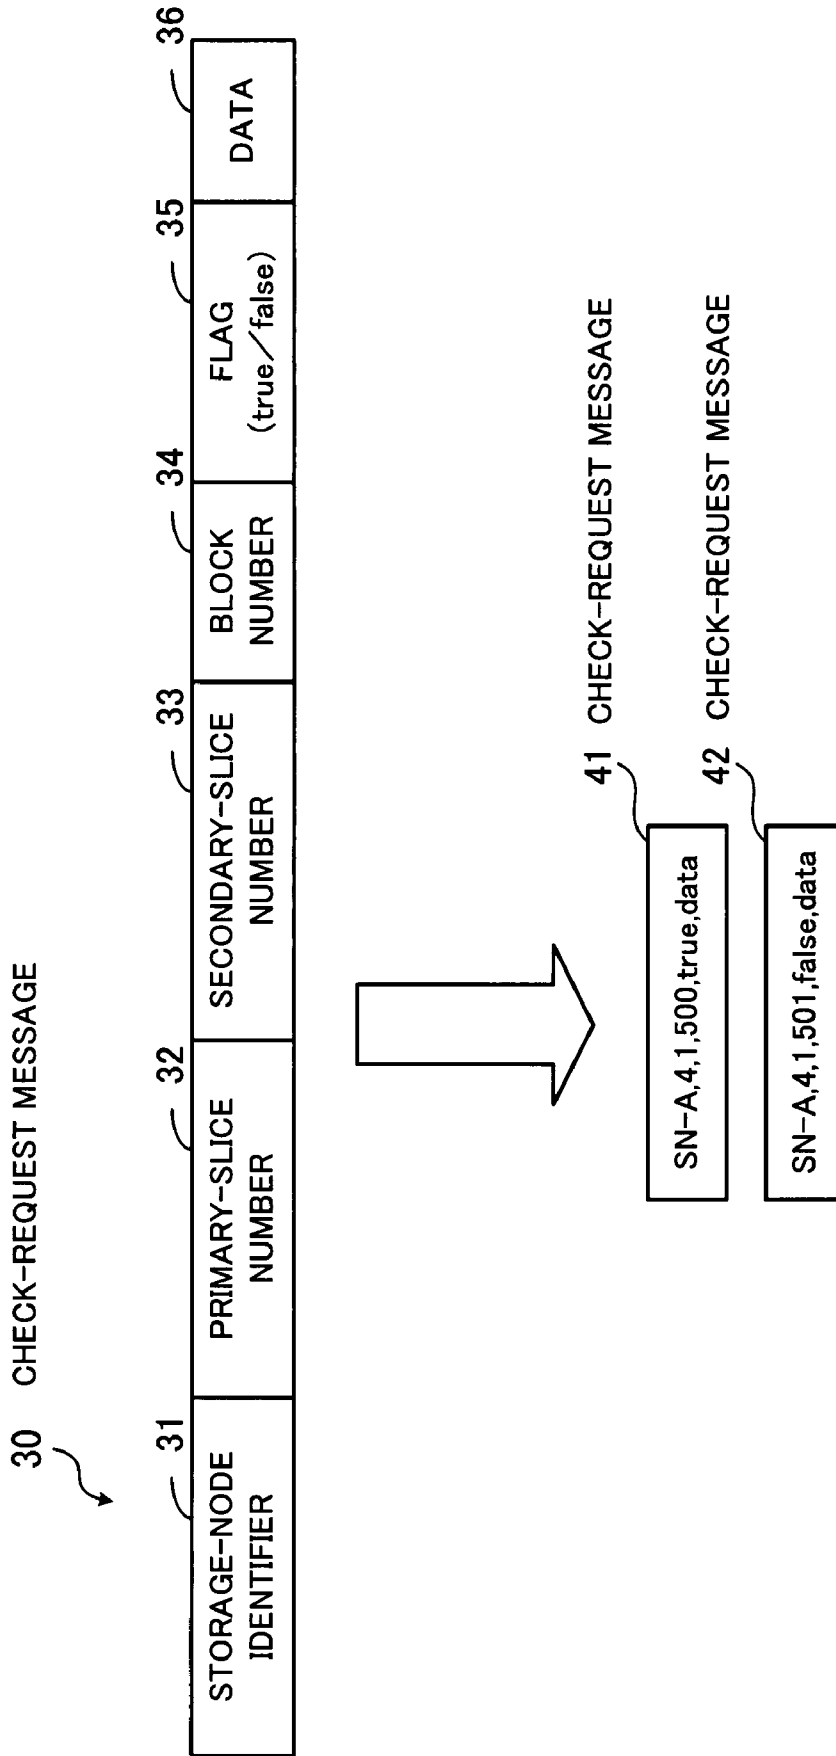 30 CHECK-REQUEST MESSAGE
31
32
33
34
35
36
STORAGE-NODE
IDENTIFIER
PRIMARY-SLICE
NUMBER
SECONDARY-SLICE
NUMBER
BLOCK
NUMBER
FLAG
(true/false)
DATA
41 CHECK-REQUEST MESSAGE
SN-A,4,1,500,true,data
42 CHECK-REQUEST MESSAGE
SN-A,4,1,501,false,data